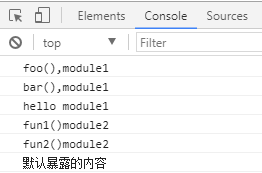 Elements Console Sources
top Filter
foo(),module1
bar(),module1
hello module1
fun1()module2
fun2()module2
默认暴露的内容